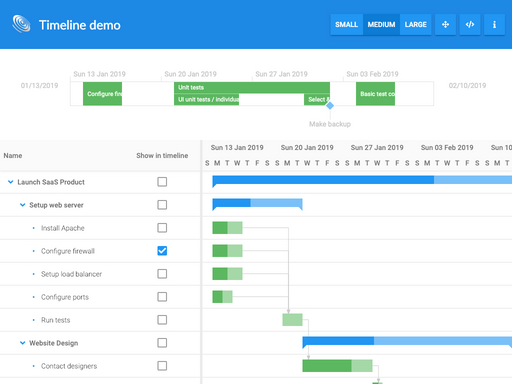 Timeline demo
SMALL MEDIUM LARGE
Sun 13 Jan 2019 Sun 20 Jan 2019 Sun 27 Jan 2019 Sun 03 Feb 2019
01/13/2019 02/10/2019
Unit tests
Configure fire UI unit tests / Individua Select Basic test co
Make backup
Name Show in timeline
Sun 13 Jan 2019 Sun 20 Jan 2019 Sun 27 Jan 2019 Sun 03 Feb 2019 Sun 10
S M T W T F S S M T W T F S S M T W T F S S M T W T F S S M
Launch SaaS Product
Setup web server
Install Apache
Configure firewall
Setup load balancer
Configure ports
Run tests
Website Design
Contact designers